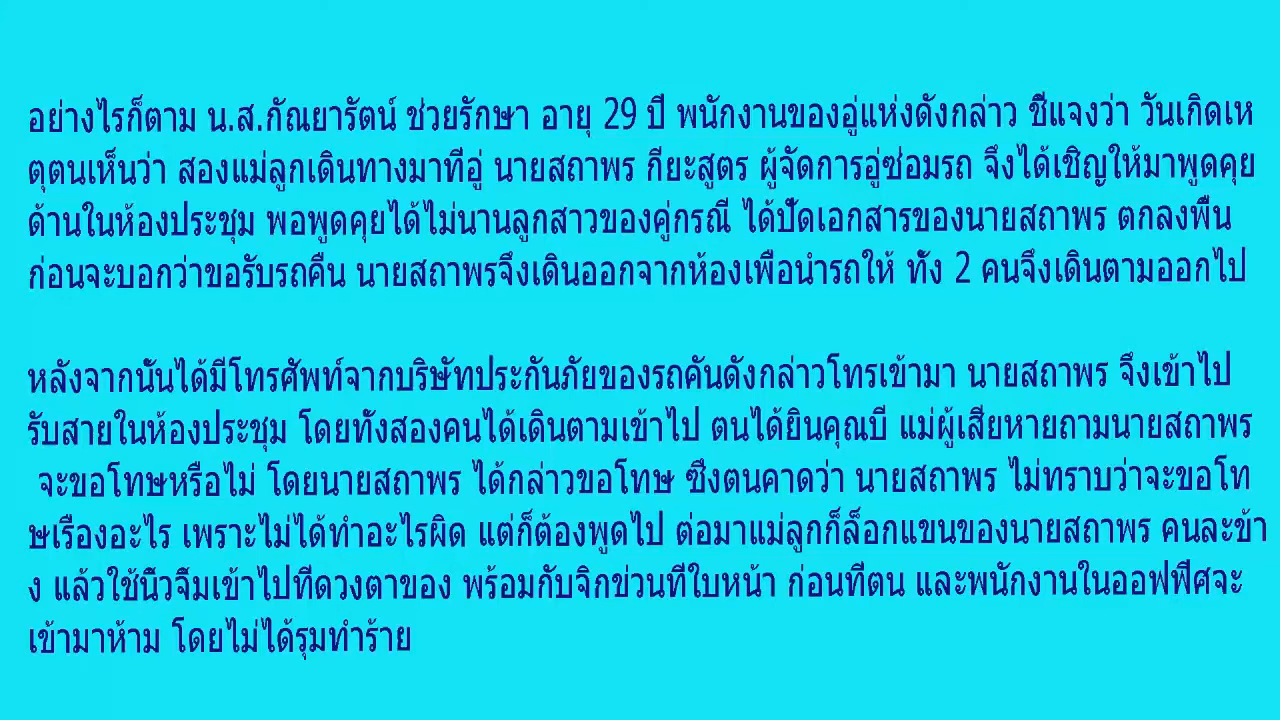 อย่างไรก็ตาม น.ส.กัณยารัตน์ ช่วยรักษา อายุ 29 ปี พนักงานของอู่แห่งดังกล่าว ชี้แจงว่า วันเกิดเห
ตุตนเห็นว่า สองแม่ลูกเดินทางมาที่อู่ นายสถาพร กียะสูตร ผู้จัดการอู่ซ่อมรถ จึงได้เชิญให้มาพูดคุย
ด้านในห้องประชุม พอพูดคุยได้ไม่นานลูกสาวของคู่กรณี ได้ปัดเอกสารของนายสถาพร ตกลงพื้น
ก่อนจะบอกว่าขอรับรถคืน นายสถาพรจึงเดินออกจากห้องเพื่อนำรถให้ ทั้ง 2 คนจึงเดินตามออกไป
หลังจากนั้นได้มีโทรศัพท์จากบริษัทประกันภัยของรถคันดังกล่าวโทรเข้ามา นายสถาพร จึงเข้าไป
รับสายในห้องประชุม โดยทั้งสองคนได้เดินตามเข้าไป ตนได้ยินคุณบี แม่ผู้เสียหายถามนายสถาพร
จะขอโทษหรือไม่ โดยนายสถาพร ได้กล่าวขอโทษ ซึ่งตนคาดว่า นายสถาพร ไม่ทราบว่าจะขอโท
ษเรื่องอะไร เพราะไม่ได้ทำอะไรผิด แต่ก็ต้องพูดไป ต่อมาแม่ลูกก็ล็อกแขนของนายสถาพร คนละข้า
ง แล้วใช้นิ้วจิ้มเข้าไปที่ดวงตาของ พร้อมกับจิกข่วนที่ใบหน้า ก่อนที่ตน และพนักงานในออฟฟิศจะ
เข้ามาห้าม โดยไม่ได้รุมทำร้าย